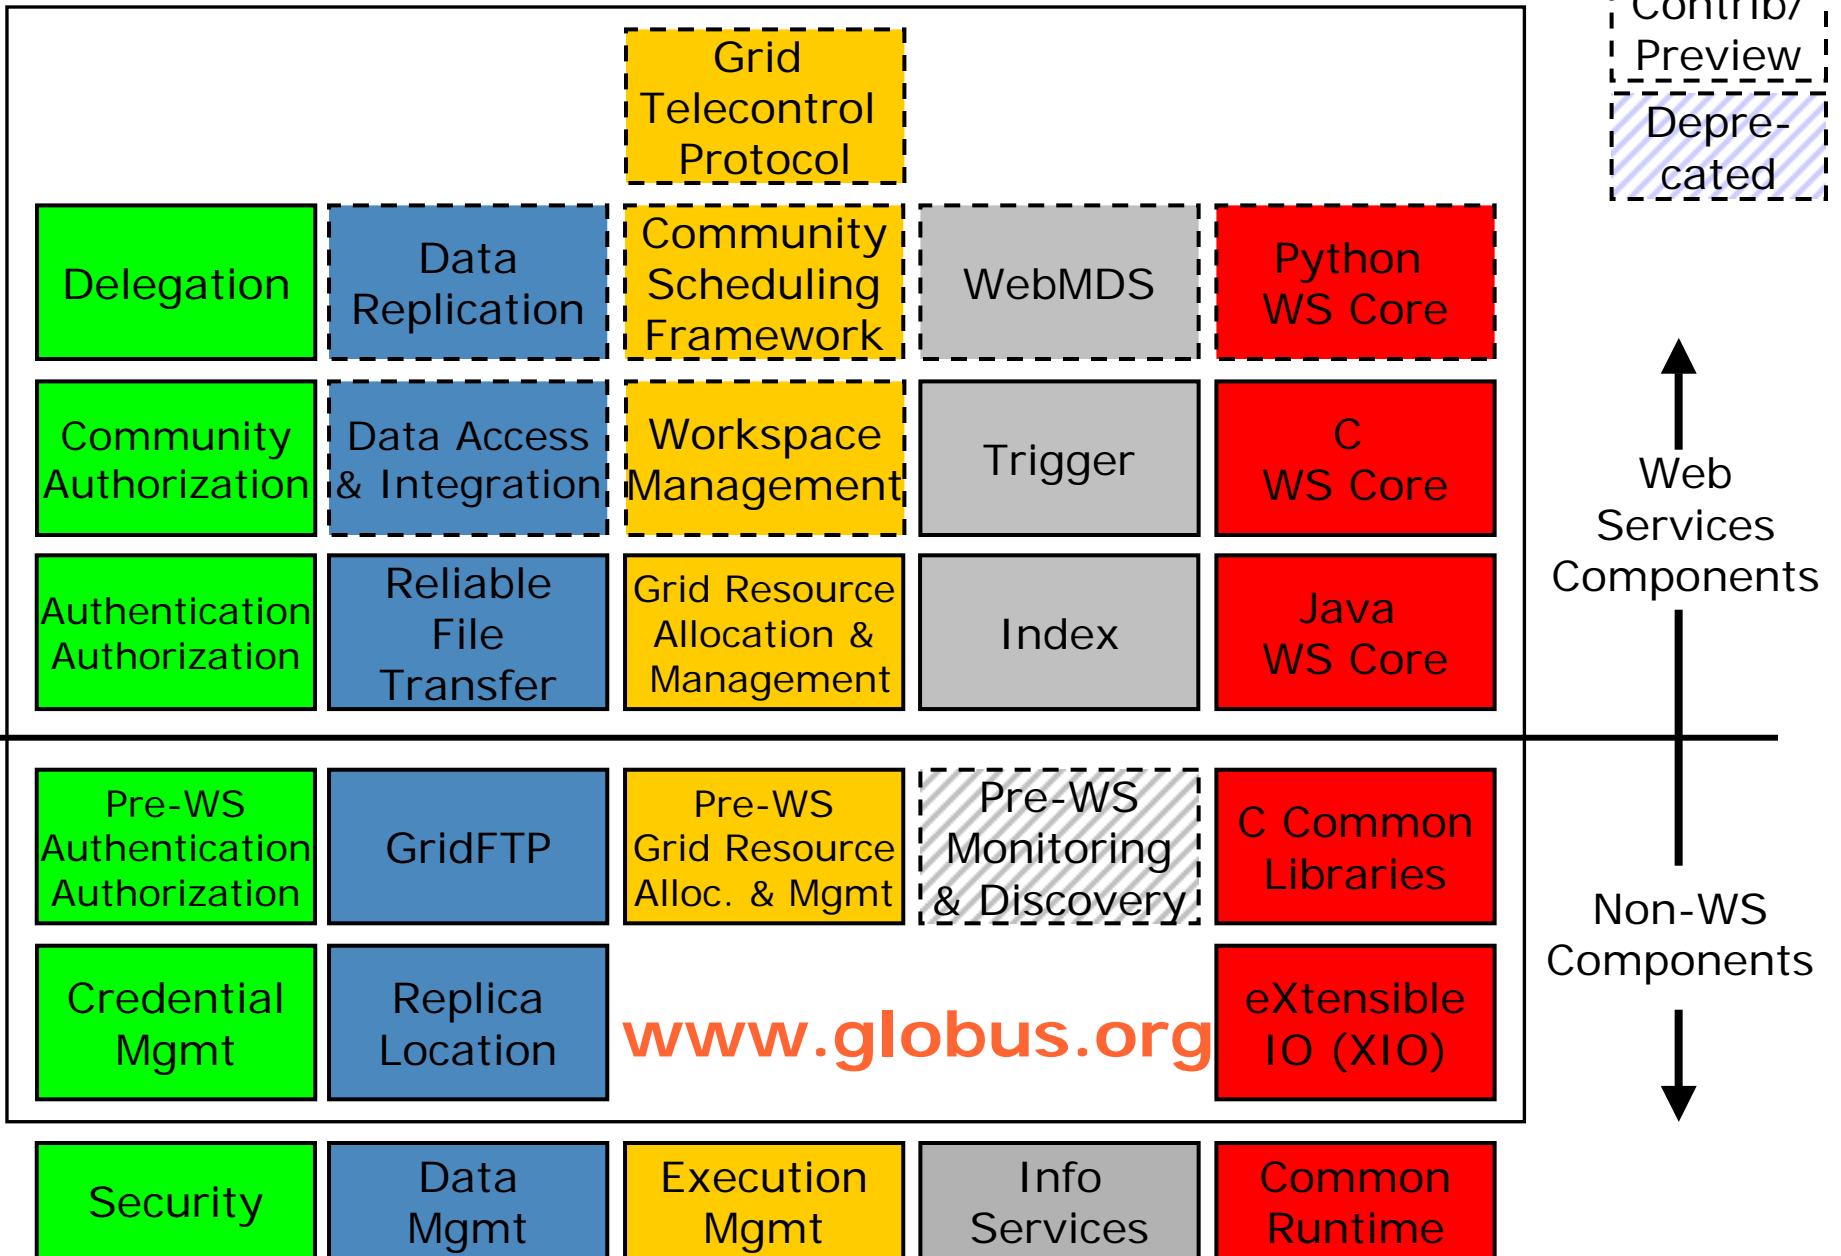 Contrib/
Preview
Depre-
cated
Grid
Telecontrol
Protocol
Delegation
Data
Replication
Community
Scheduling
Framework
WebMDS
Python
WS Core
Community
Authorization
Data Access
& Integration
Workspace
Management
Trigger
C
WS Core
Web
Services
Components
Authentication
Authorization
Reliable
File
Transfer
Grid Resource
Allocation &
Management
Index
Java
WS Core
Pre-WS
Authentication
Authorization
GridFTP
Pre-WS
Grid Resource
Alloc. & Mgmt
Pre-WS
Monitoring
& Discovery
C Common
Libraries
Non-WS
Components
Credential
Mgmt
Replica
Location
www.globus.org
eXtensible
IO (XIO)
Security
Data
Mgmt
Execution
Mgmt
Info
Services
Common
Runtime